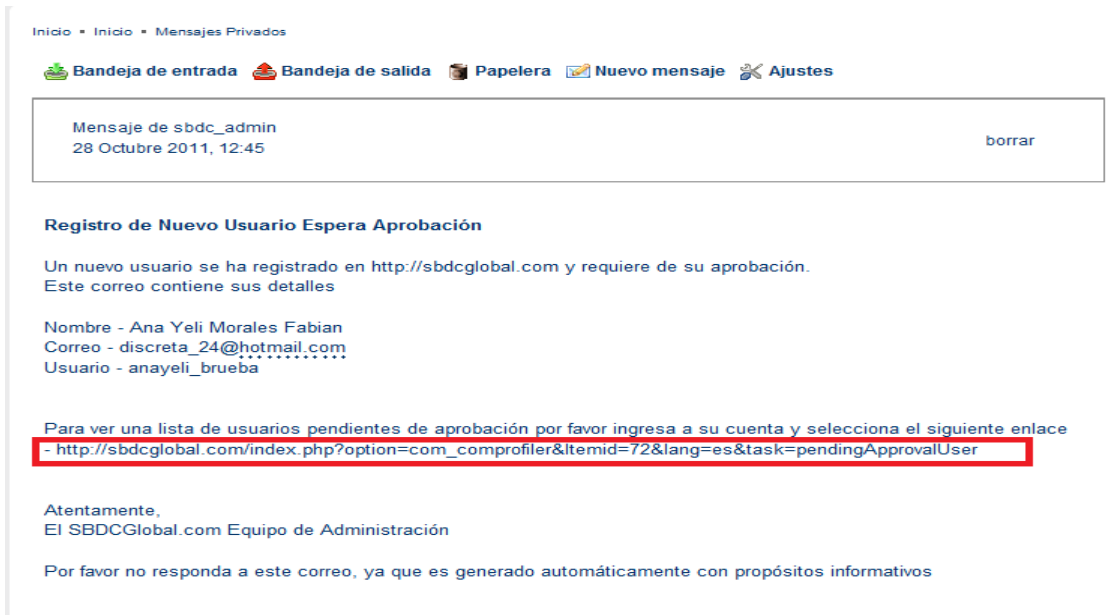 Inicio Inicio Mensajes Privados
Bandeja de entrada Bandeja de salida Papelera Nuevo mensaje Ajustes
Mensaje de sbdc_admin
28 Octubre 2011, 12:45
borrar
Registro de Nuevo Usuario Espera Aprobación
Un nuevo usuario se ha registrado en http://sbdcglobal.com y requiere de su aprobación.
Este correo contiene sus detalles
Nombre - Ana Yeli Morales Fabian
Correo - discreta_24@hotmail.com
Usuario - anayeli_brueba
Para ver una lista de usuarios pendientes de aprobación por favor ingresa a su cuenta y selecciona el siguiente enlace
- http://sbdcglobal.com/index.php?option=com_comprofiler&Itemid=72&lang=es&task=pendingApprovalUser
Atentamente,
El SBDCGlobal.com Equipo de Administración
Por favor no responda a este correo, ya que es generado automáticamente con propósitos informativos